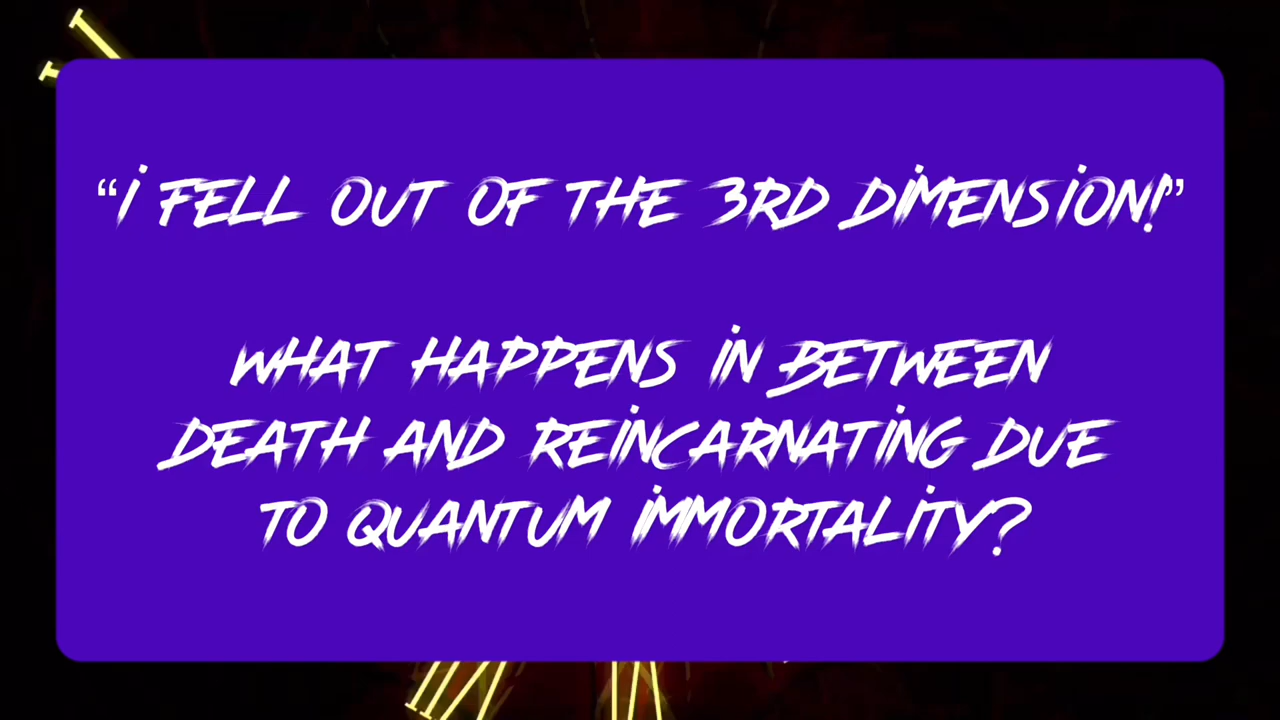 “I FELL OUT OF THE 3RD DIMENSION!”
WHAT HAPPENS IN BETWEEN
DEATH AND REINCARNATING DUE
TO QUANTUM IMMORTALITY?